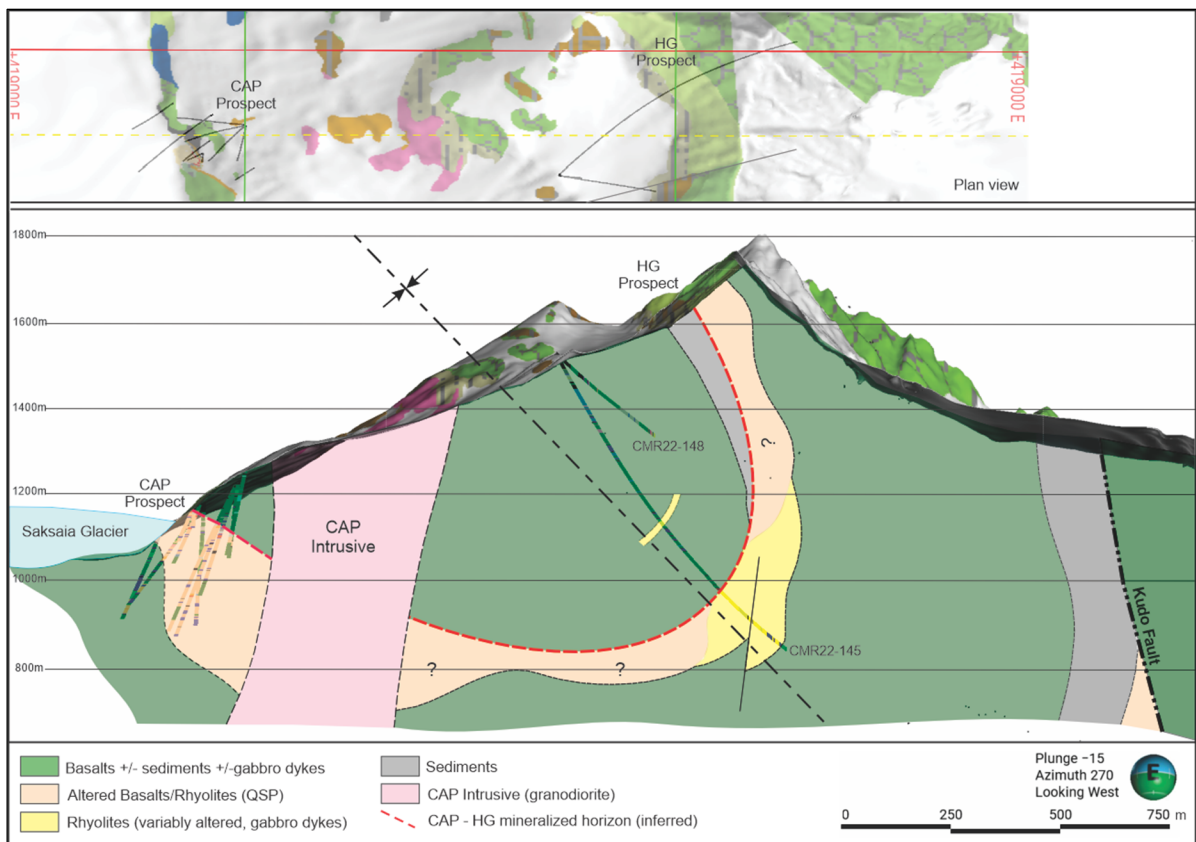 +419000 E
CAP
Prospect
HG
Prospect
+419000 E
Plan view
1800m
HG
Prospect
1600m
1400m
CMR22-148
?
CAP
Prospect
1200m
Saksaia Glacier
CAP
Intrusive
1000m
Kudo Fault
CMR22-145
800m
?
?
Basalts +/- sediments +/-gabbro dykes
Altered Basalts/Rhyolites (QSP)
Rhyolites (variably altered, gabbro dykes)
Sediments
CAP Intrusive (granodiorite)
CAP - HG mineralized horizon (inferred)
Plunge -15
Azimuth 270
Looking West
E
0
250
500
750 m